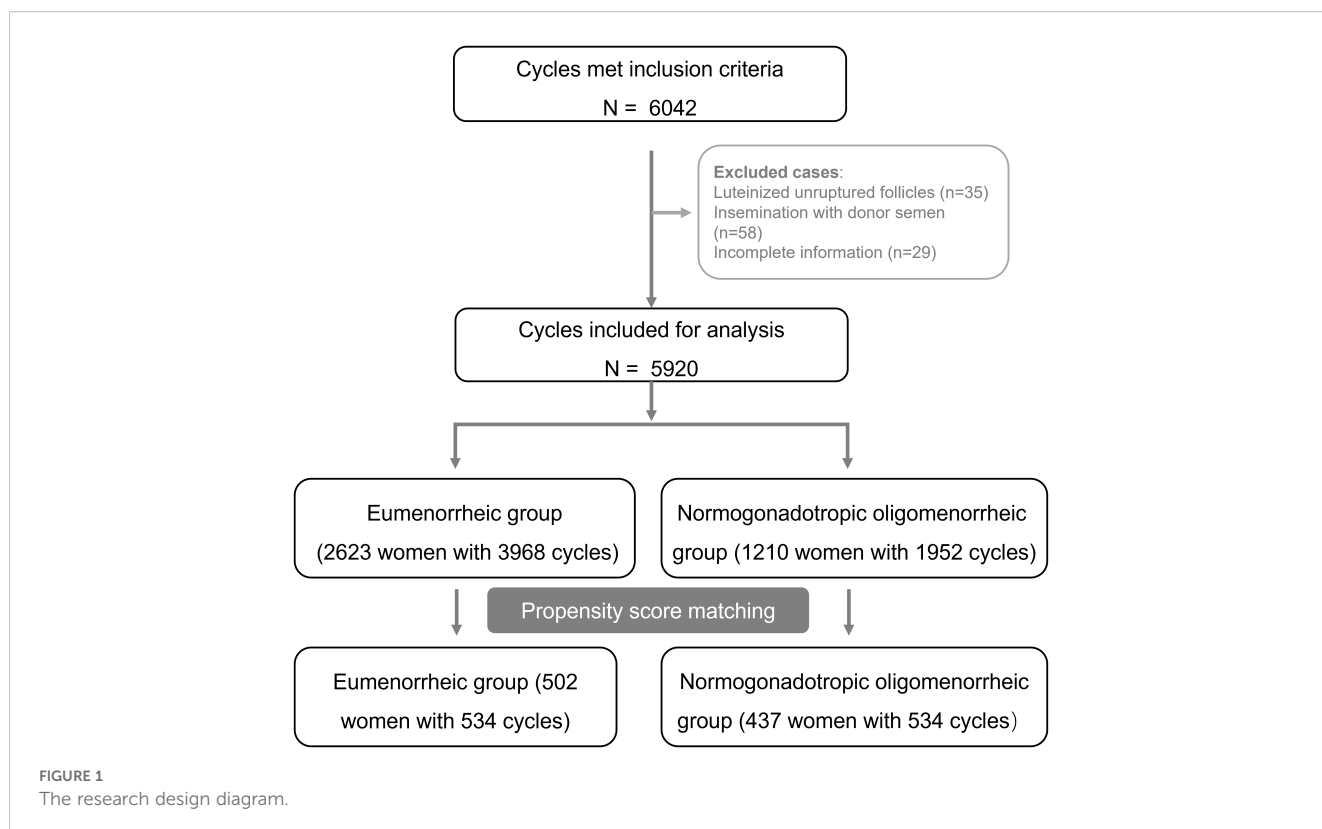 Cycles met inclusion criteria
N = 6042
Excluded cases:
Luteinized unruptured follicles (n=35)
Insemination with donor semen
(n=58)
Incomplete information (n=29)
Cycles included for analysis
N = 5920
Eumenorrheic group
(2623 women with 3968 cycles)
Normogonadotropic oligomenorrheic
group (1210 women with 1952 cycles)
Propensity score matching
Eumenorrheic group (502
women with 534 cycles)
Normogonadotropic oligomenorrheic
group (437 women with 534 cycles）
FIGURE 1
The research design diagram.